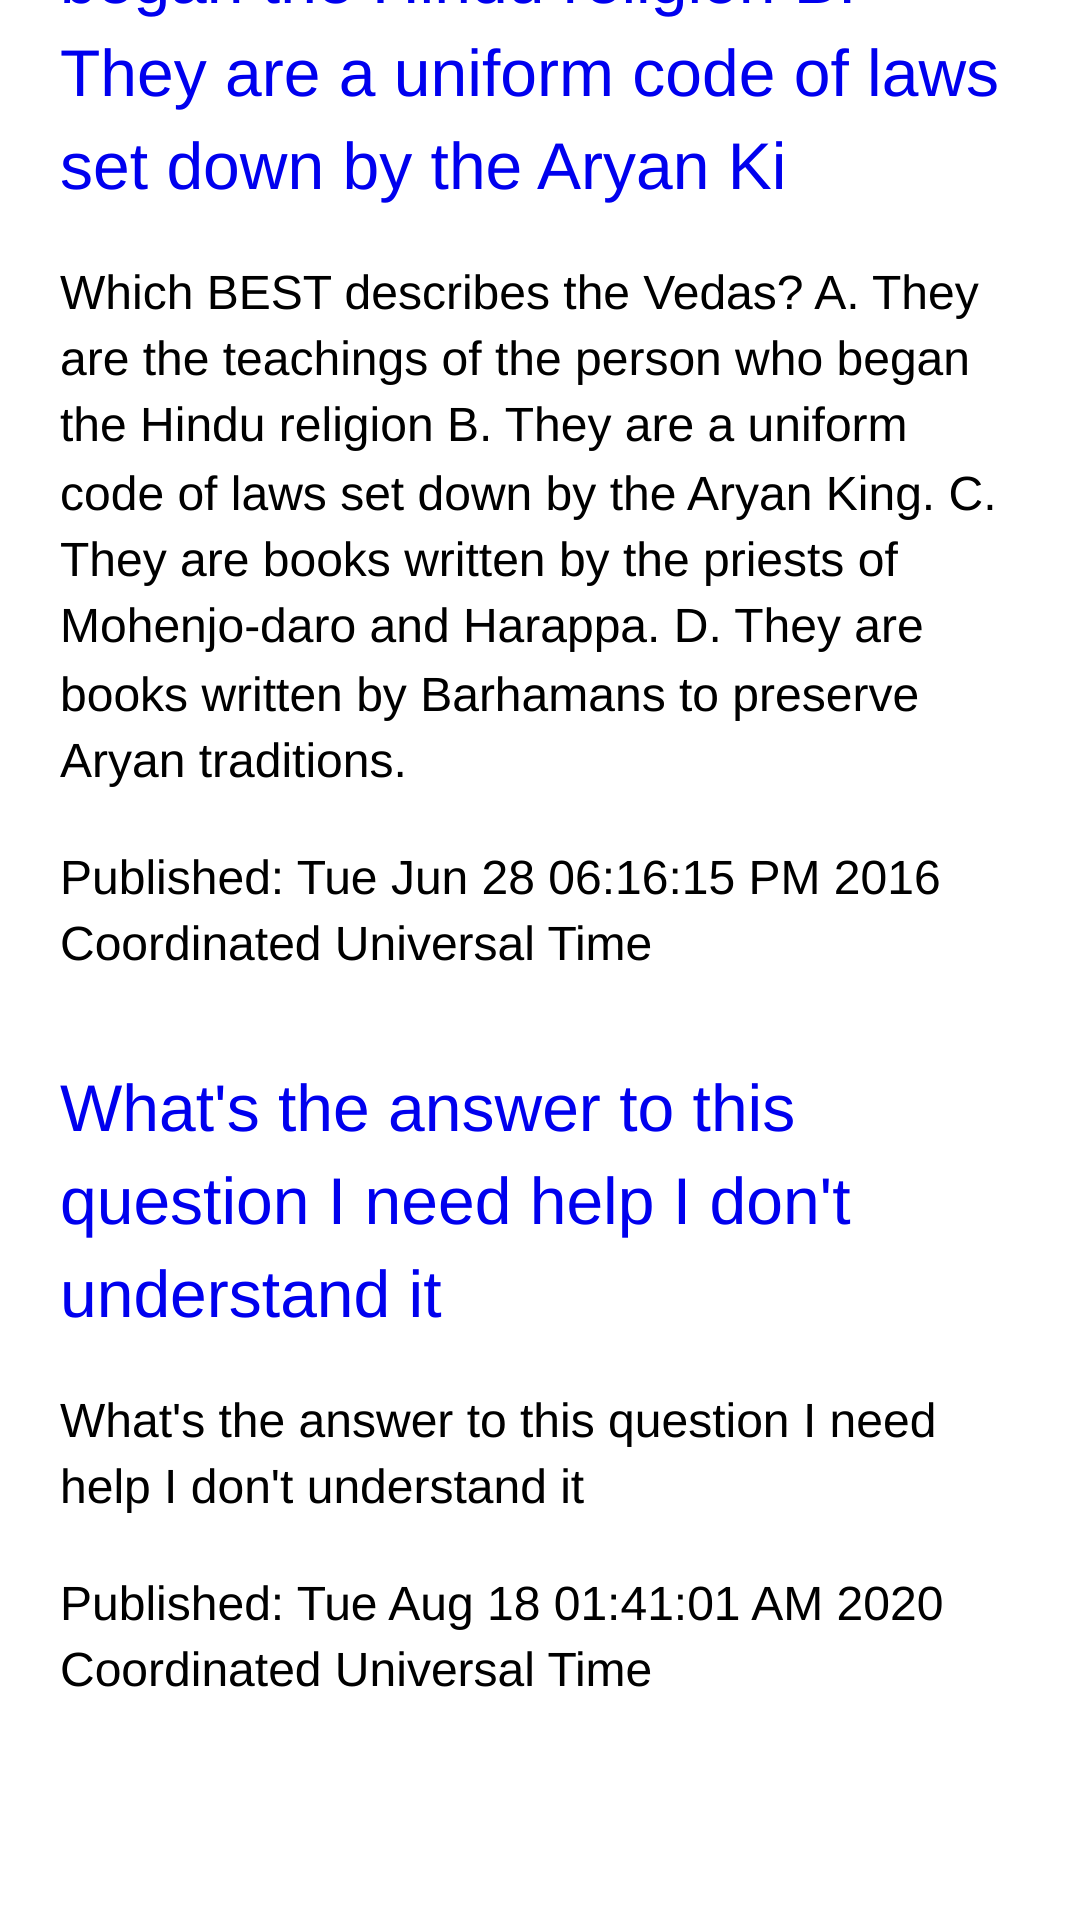 began the Hindu religion B.
They are a uniform code of laws
set down by the Aryan Ki
Which BEST describes the Vedas? A. They
are the teachings of the person who began
the Hindu religion B. They are a uniform
code of laws set down by the Aryan King. C.
They are books written by the priests of
Mohenjo-daro and Harappa. D. They are
books written by Barhamans to preserve
Aryan traditions.
Published: Tue Jun 28 06:16:15 PM 2016
Coordinated Universal Time
What's the answer to this
question I need help I don't
understand it
What's the answer to this question I need
help I don't understand it
Published: Tue Aug 18 01:41:01 AM 2020
Coordinated Universal Time